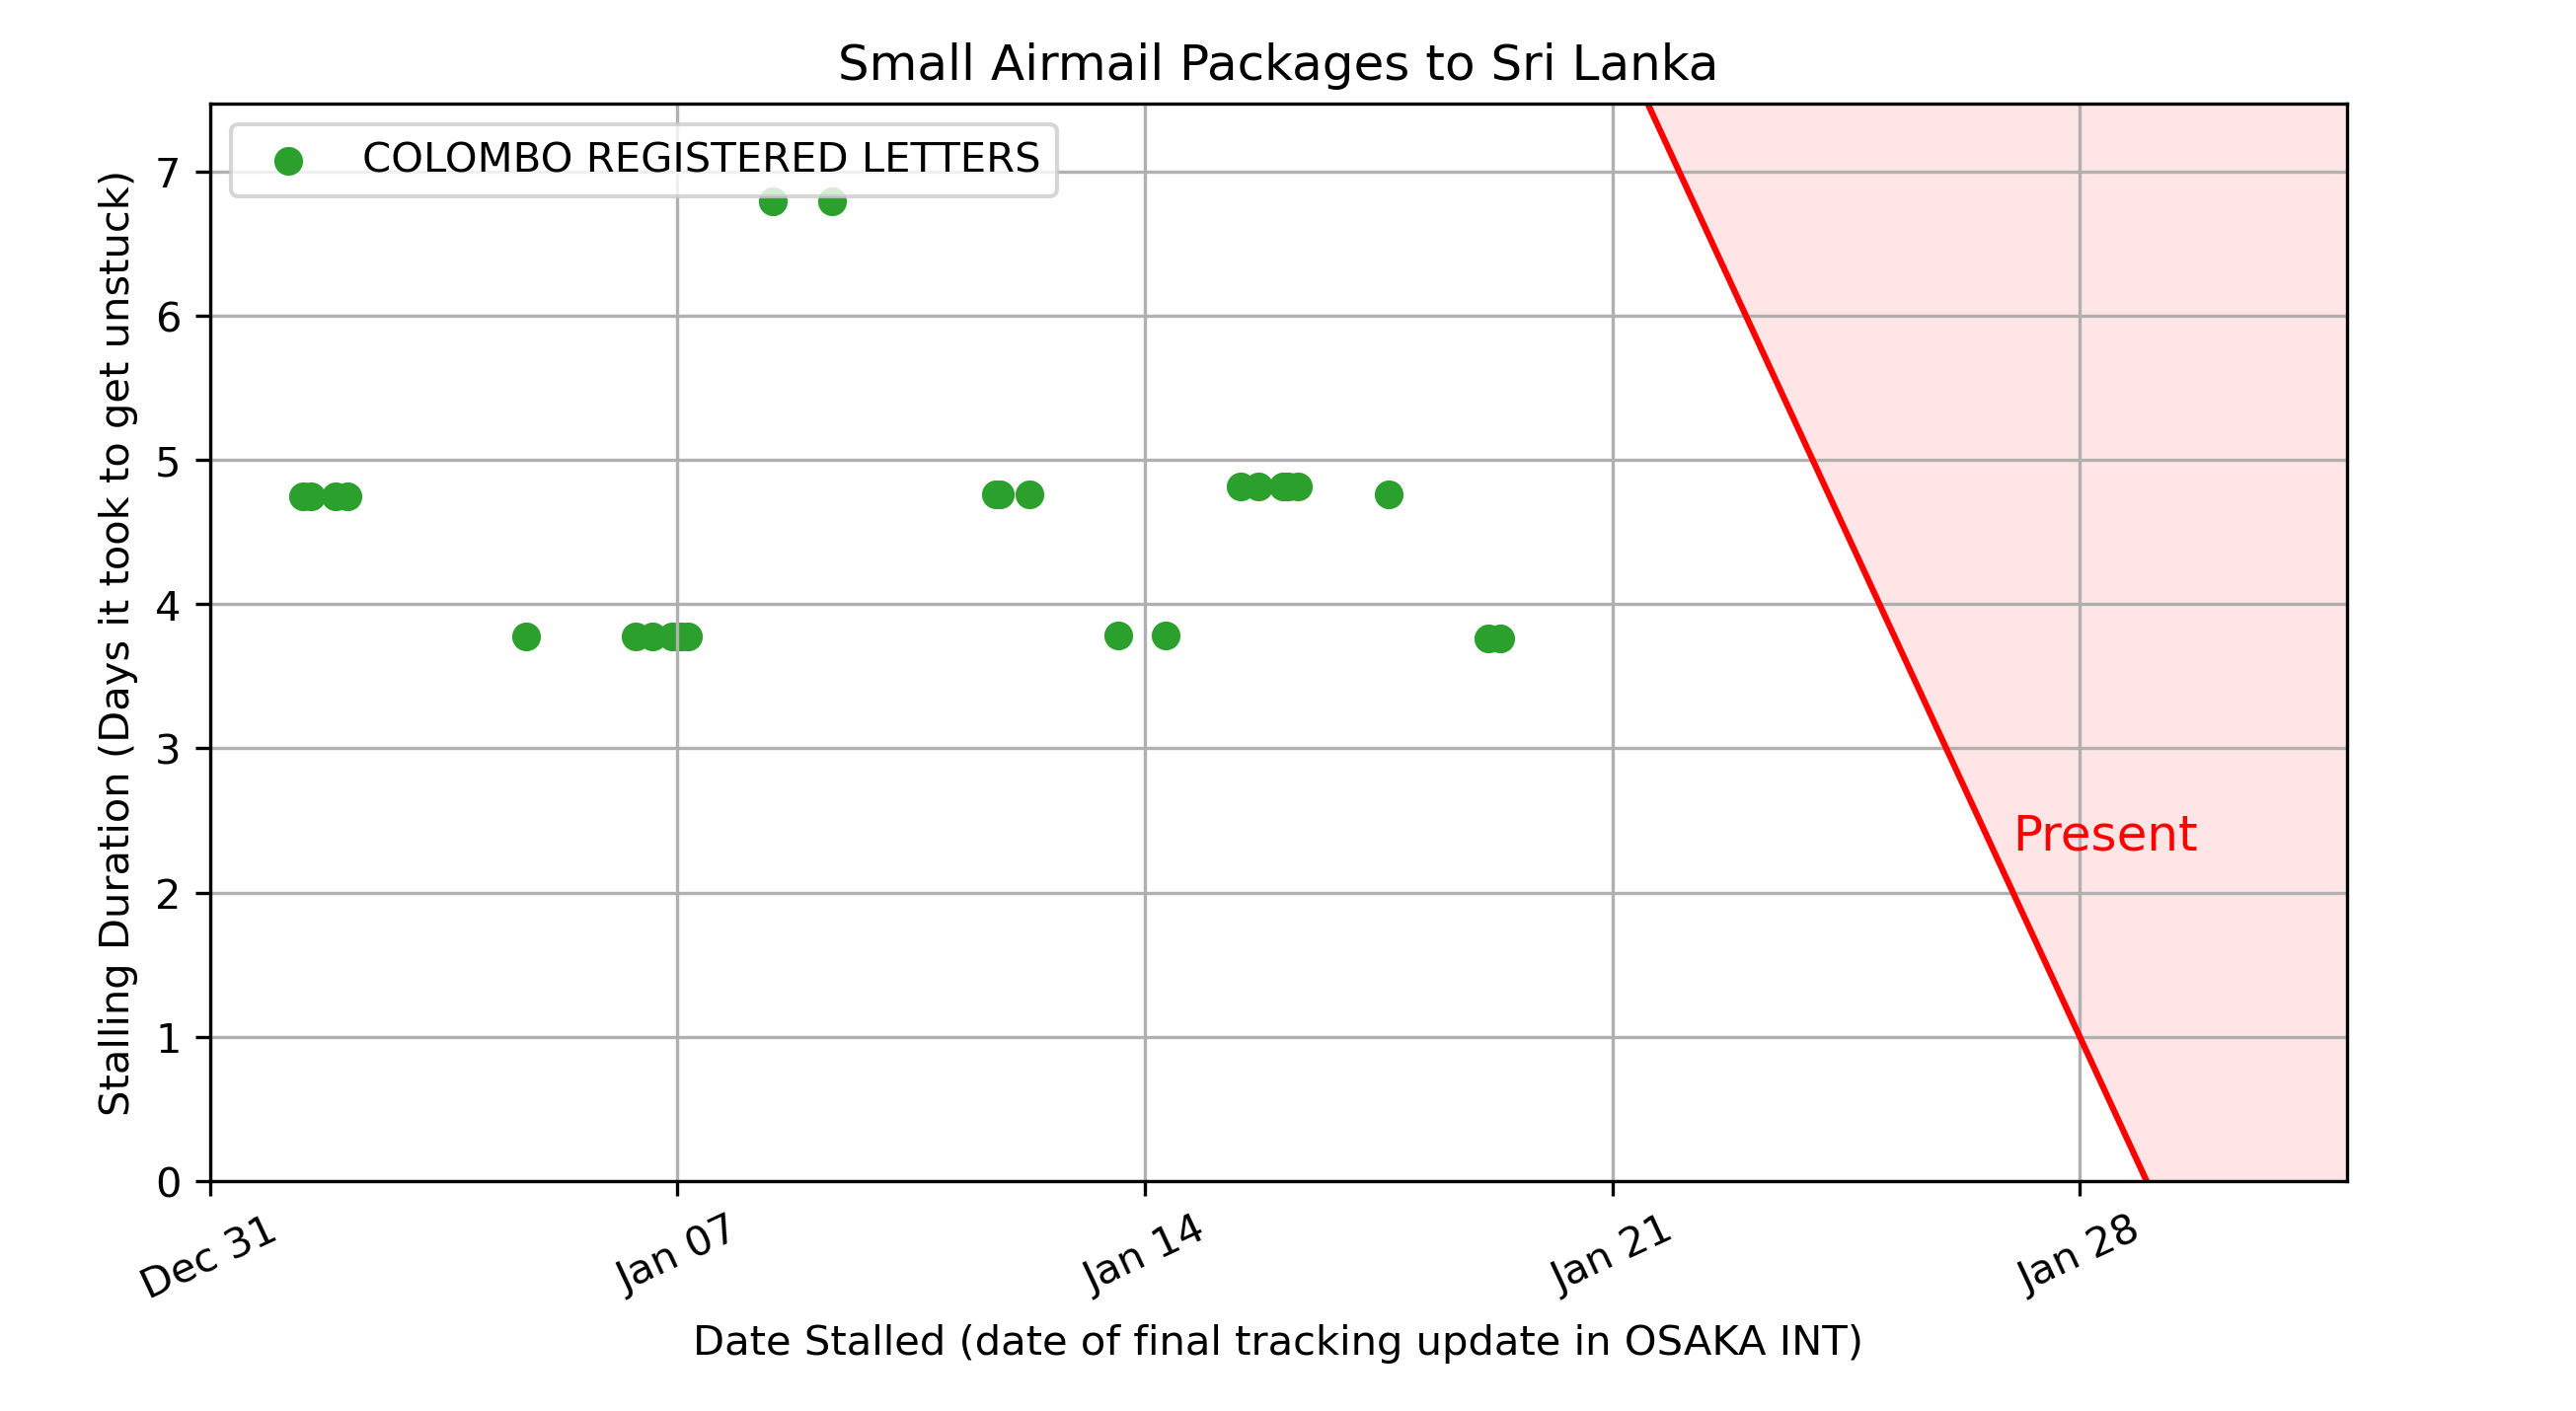 Small Airmail Packages to Sri Lanka
COLOMBO REGISTERED LETTERS
Stalling Duration (Days it took to get unstuck)
7
6
5
4
3
2
1
0
Present
Dec 31
Jan 07
Jan 14
Jan 21
Jan 28
Date Stalled (date of final tracking update in OSAKA INT)